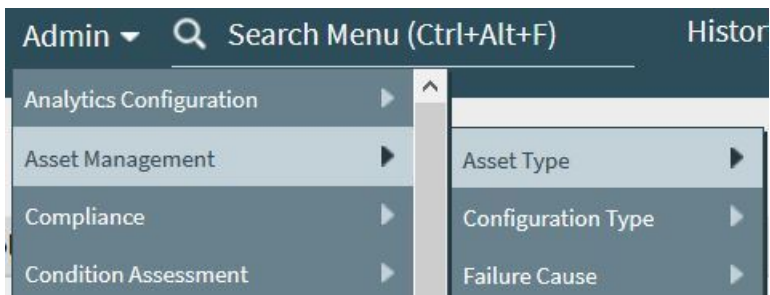 Admin Search Menu (Ctrl+Alt+F) Histor
Analytics Configuration
Asset Management Asset Type
Compliance Configuration Type
Condition Assessment Failure Cause